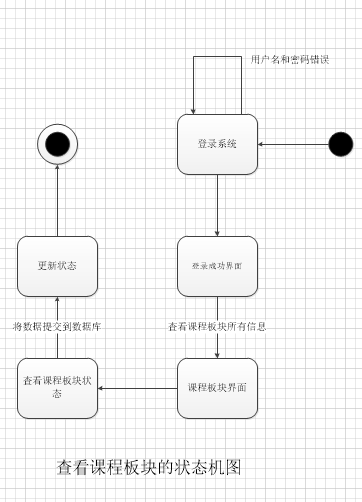 用户名和密码错误
登录系统
更新状态
登录成功界面
将数据提交到数据库
查看课程板块所有信息
查看课程板块状
态
课程板块界面
查看课程板块的状态机图